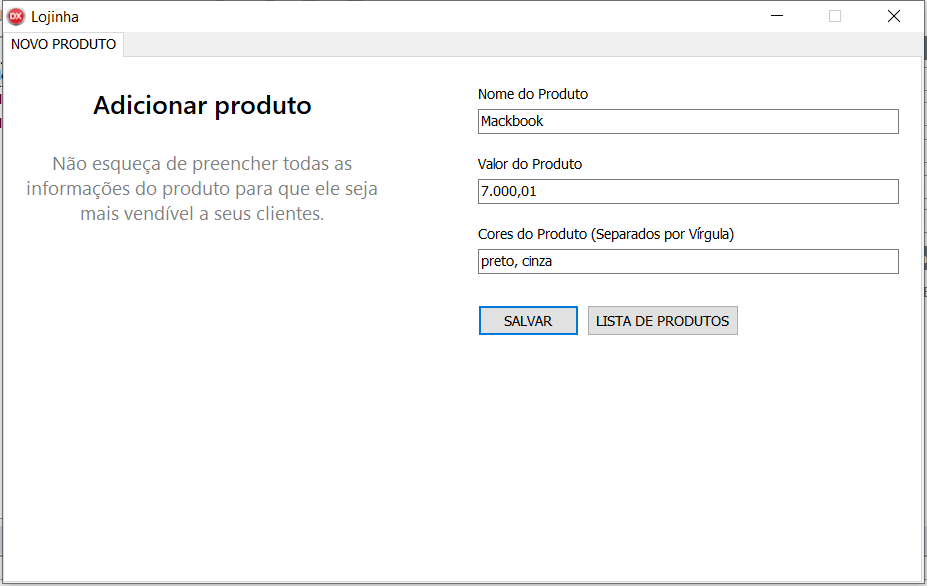 DX Lojinha
NOVO PRODUTO
Adicionar produto
Não esqueça de preencher todas as
informações do produto para que ele seja
mais vendível a seus clientes.
Nome do Produto
Mackbook
Valor do Produto
7.000,01
Cores do Produto (Separados por Vírgula)
preto, cinza
SALVAR
LISTA DE PRODUTOS